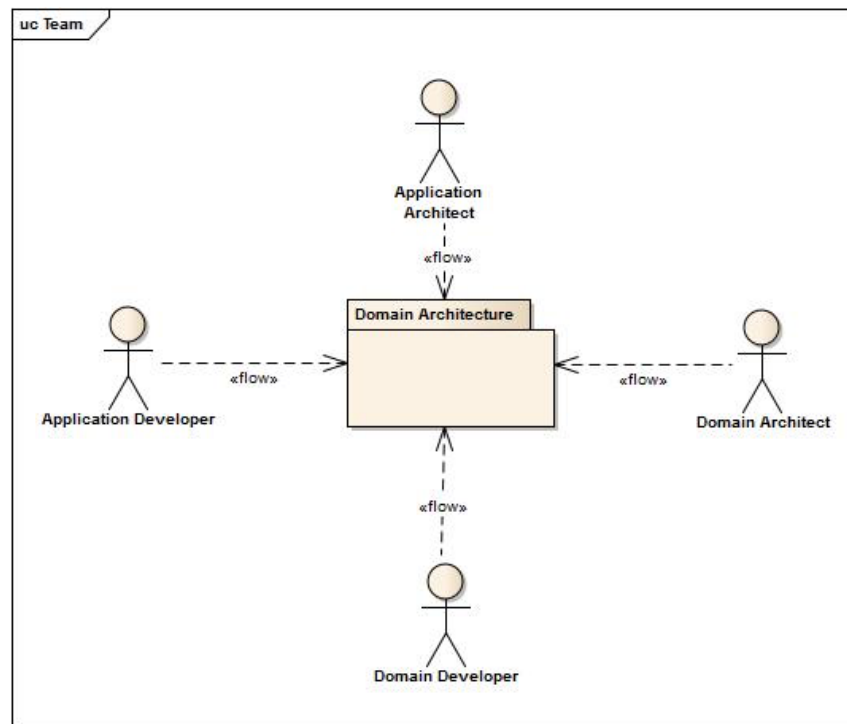 uc Team
Application
Architect
«flow»
Domain Architecture
«flow»
Application Developer
«flow»
Domain Architect
«flow»
Domain Developer